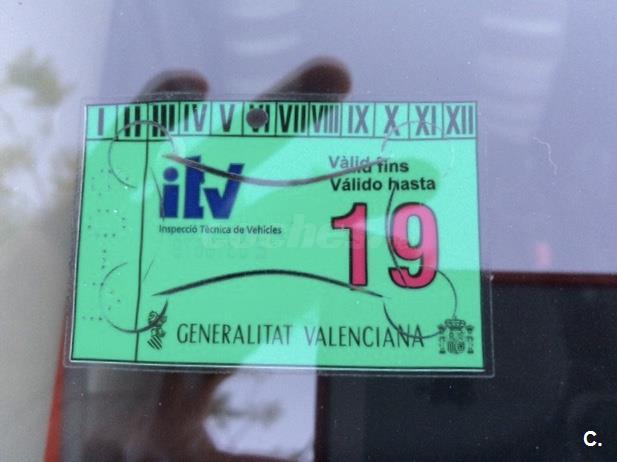 I II III IV V VI VII VIII IX X XI XII
itv
Inspecció Tècnica de Vehicles
Vàlid fins
Válido hasta
19
GENERALITAT VALENCIANA
coches
C.